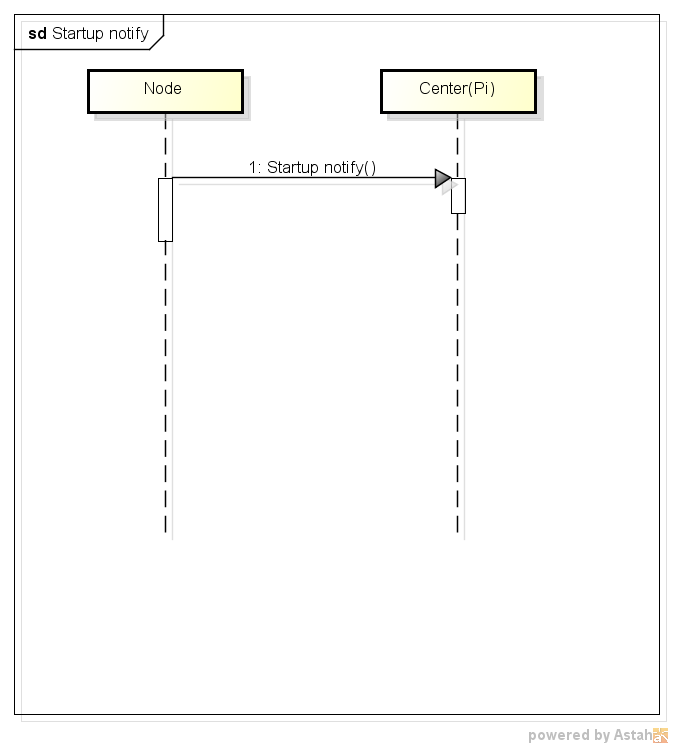 sd Startup notify
Node
Center(Pi)
1: Startup notify()
powered by Astah